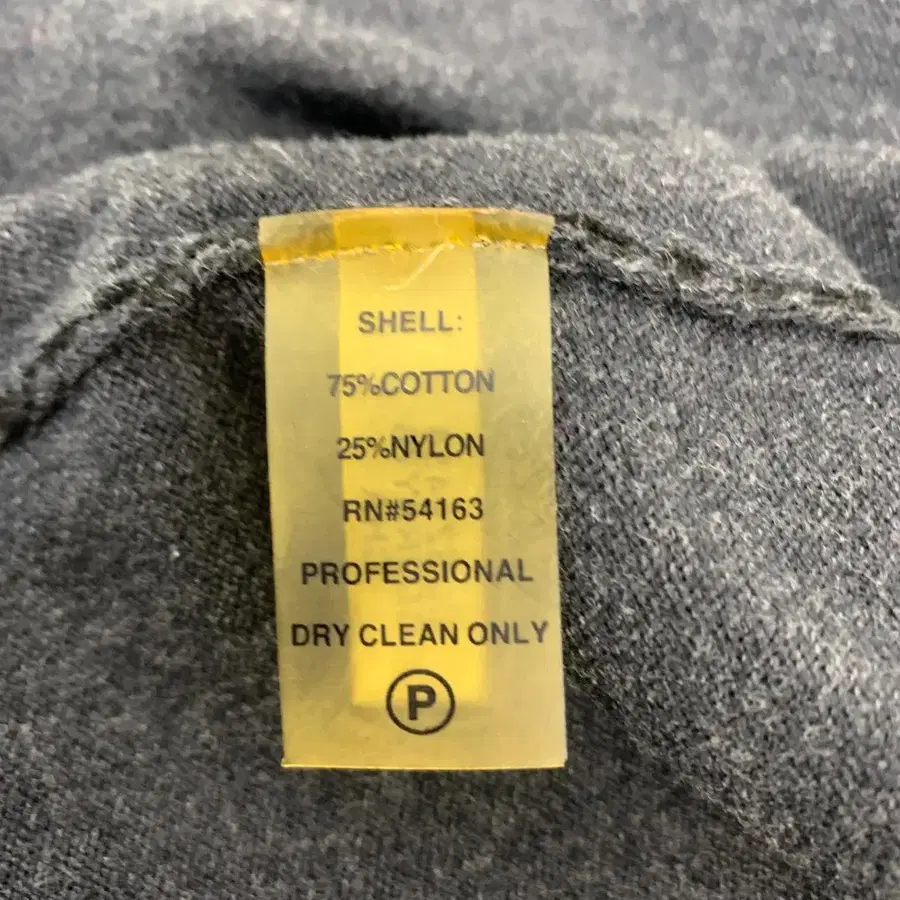 SHELL:
75%COTTON
25%NYLON
RN#54163
PROFESSIONAL
DRY CLEAN ONLY
P